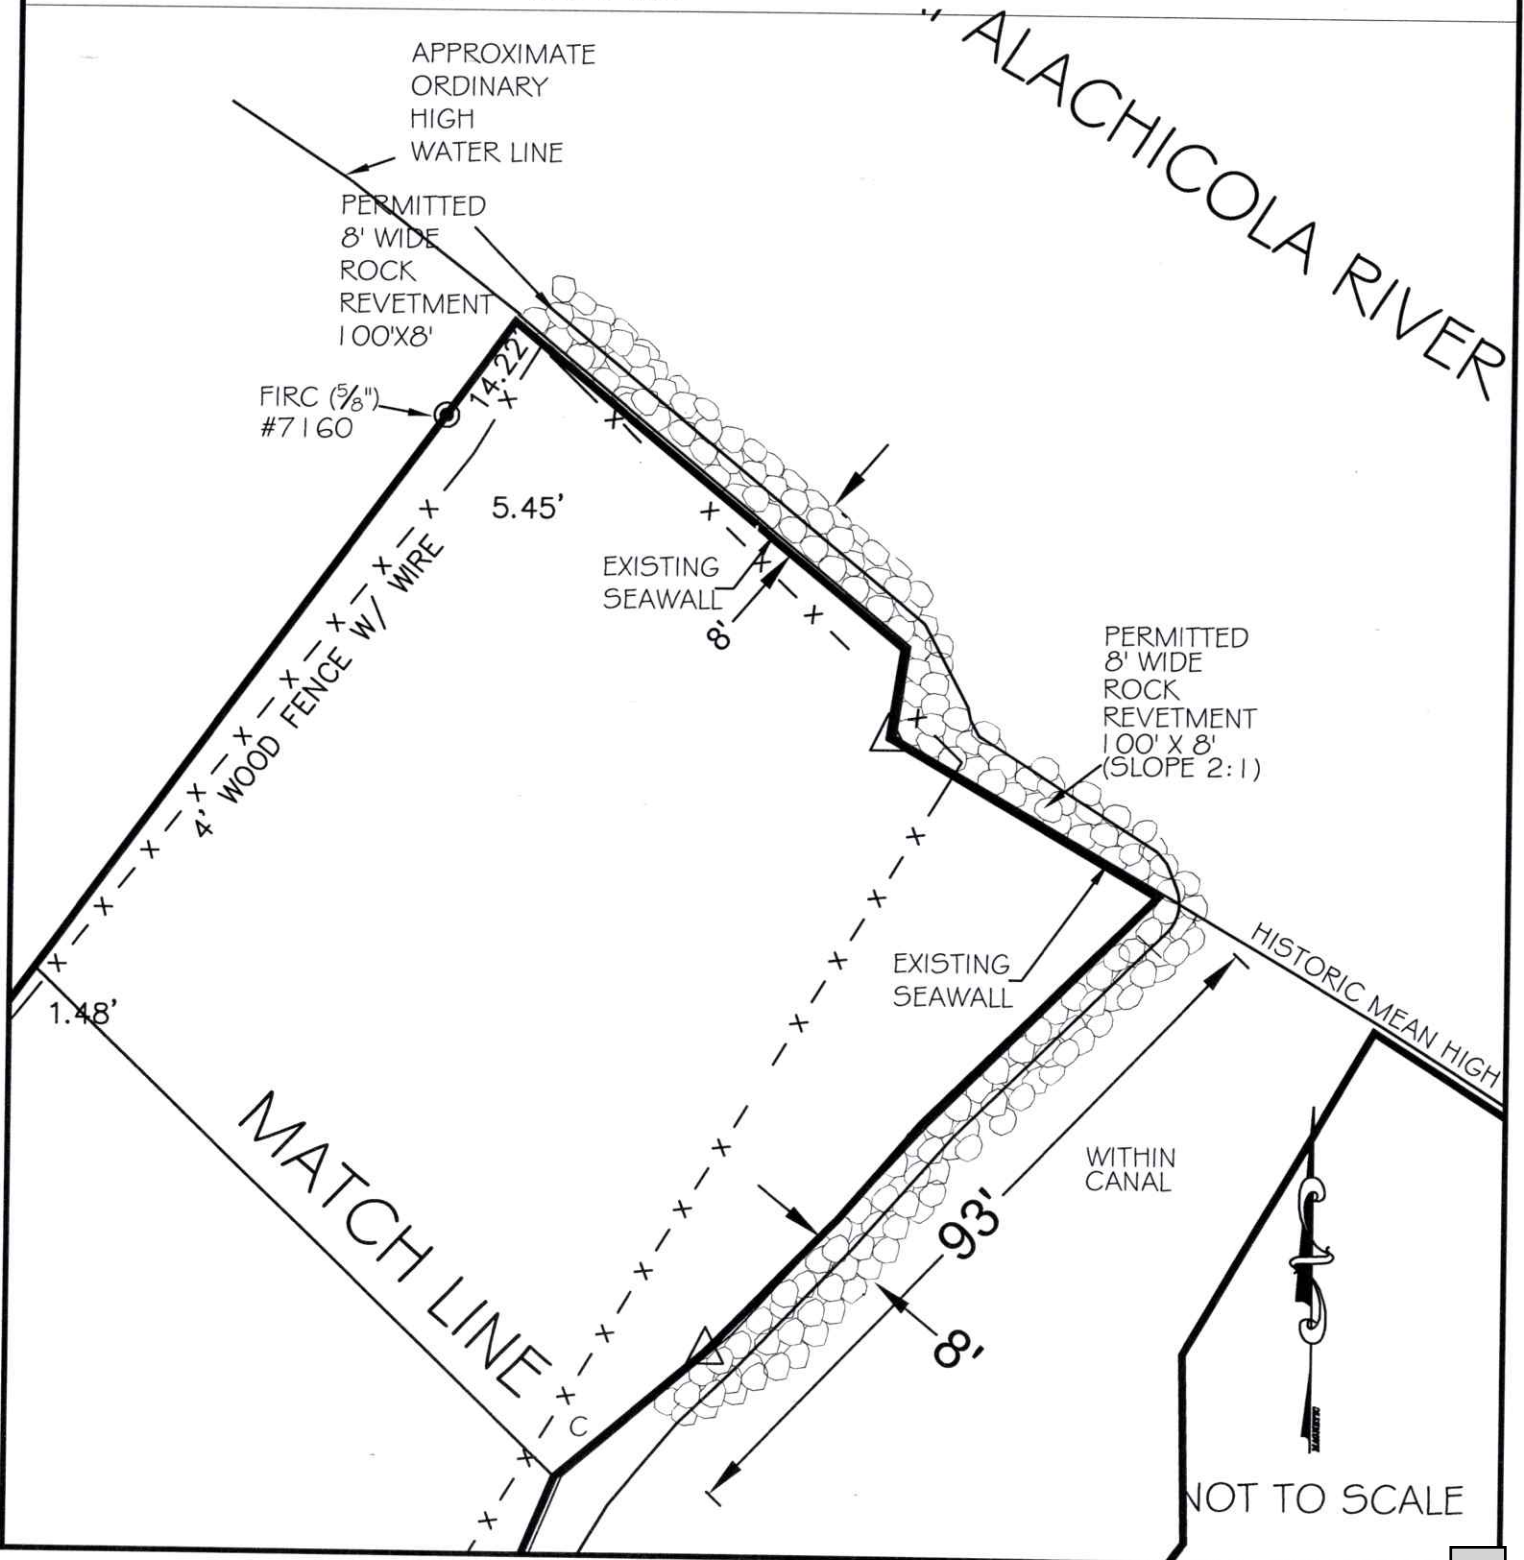 ALACHICOLA RIVER
APPROXIMATE
ORDINARY
HIGH
WATER LINE
PERMITTED
8' WIDE
ROCK
REVETMENT
100'X8'
FIRC (5/8")
#7160
14.22'
5.45'
4' WOOD FENCE W/ WIRE
EXISTING
SEAWALL
8'
PERMITTED
8' WIDE
ROCK
REVETMENT
100' X 8'
(SLOPE 2:1)
EXISTING
SEAWALL
HISTORIC MEAN HIGH
1.48'
MATCH LINE
WITHIN
CANAL
93'
8'
C
NOT TO SCALE